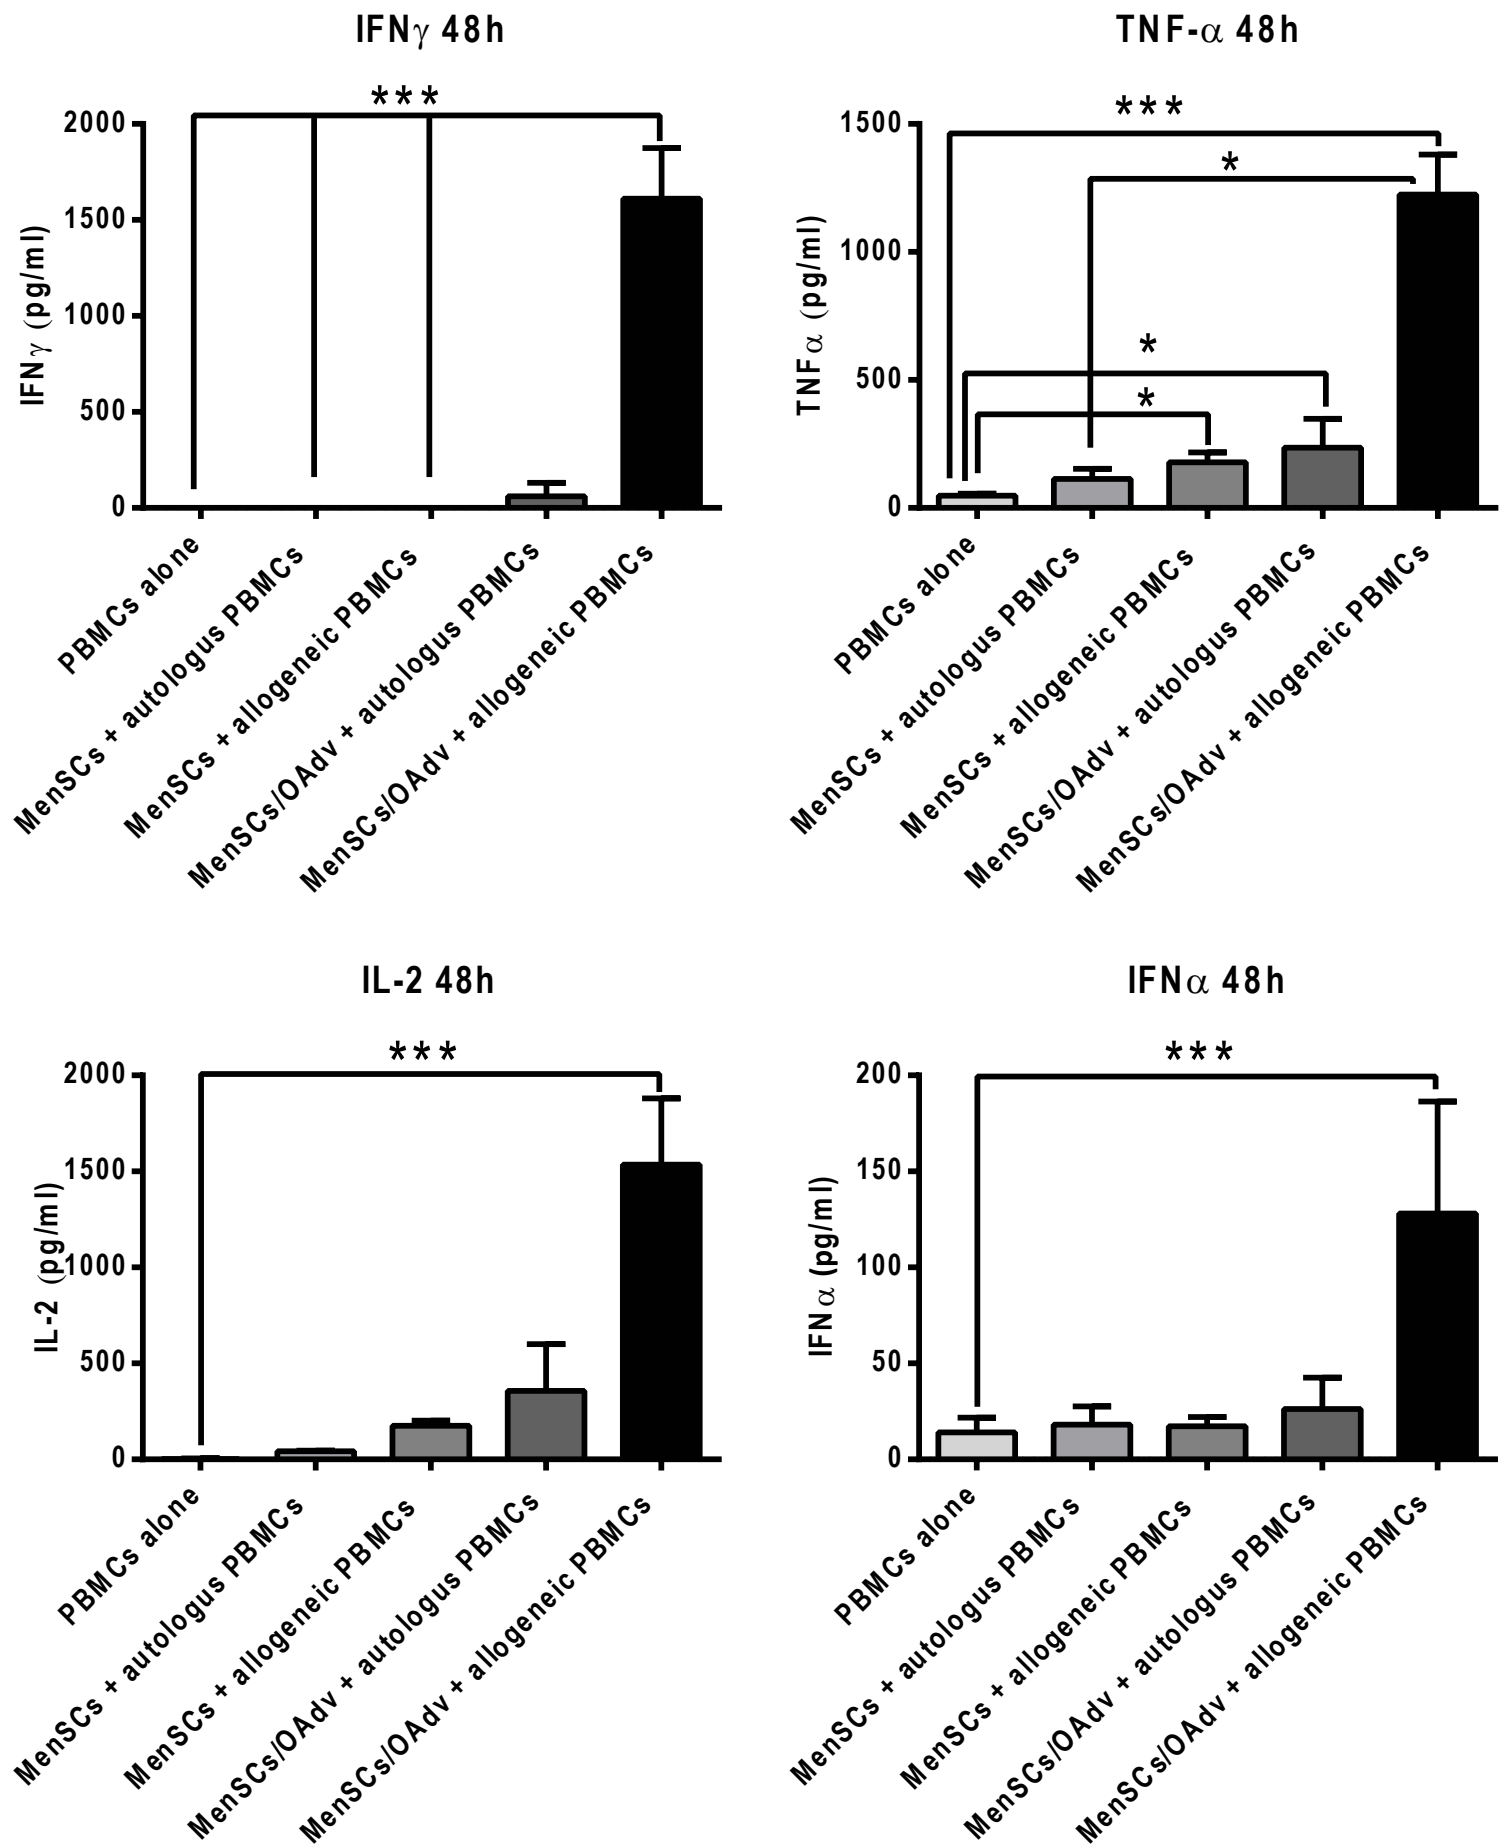 IFNγ 48h
***
IFNγ (pg/ml)
2000
1500
1000
500
0
PBMCs alone
MenSCs + autologus PBMCs
MenSCs + allogeneic PBMCs
MenSCs/OAdv + autologus PBMCs
MenSCs/OAdv + allogeneic PBMCs
TNF-α 48h
***
*
*
*
TNFα (pg/ml)
1500
1000
500
0
PBMCs alone
MenSCs + autologus PBMCs
MenSCs + allogeneic PBMCs
MenSCs/OAdv + autologus PBMCs
MenSCs/OAdv + allogeneic PBMCs
IL-2 48h
***
IL-2 (pg/ml)
2000
1500
1000
500
0
PBMCs alone
MenSCs + autologus PBMCs
MenSCs + allogeneic PBMCs
MenSCs/OAdv + autologus PBMCs
MenSCs/OAdv + allogeneic PBMCs
IFNα 48h
***
IFNα (pg/ml)
200
150
100
50
0
PBMCs alone
MenSCs + autologus PBMCs
MenSCs + allogeneic PBMCs
MenSCs/OAdv + autologus PBMCs
MenSCs/OAdv + allogeneic PBMCs